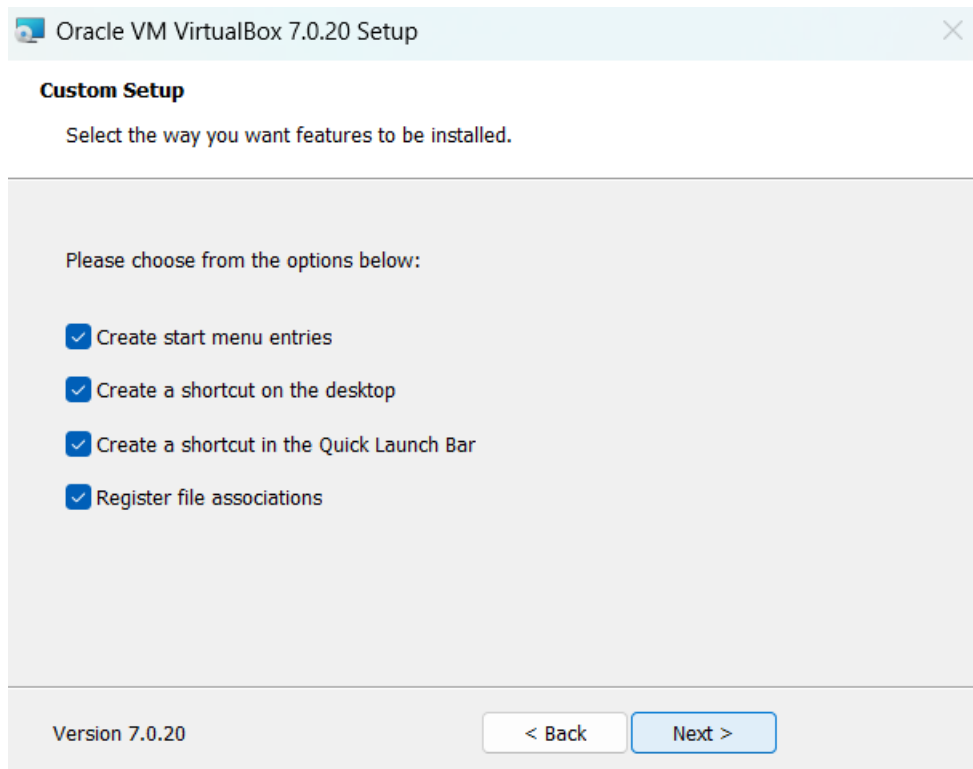 Oracle VM VirtualBox 7.0.20 Setup
Custom Setup
Select the way you want features to be installed.
Please choose from the options below:
Create start menu entries
Create a shortcut on the desktop
Create a shortcut in the Quick Launch Bar
Register file associations
Version 7.0.20
< Back
Next >